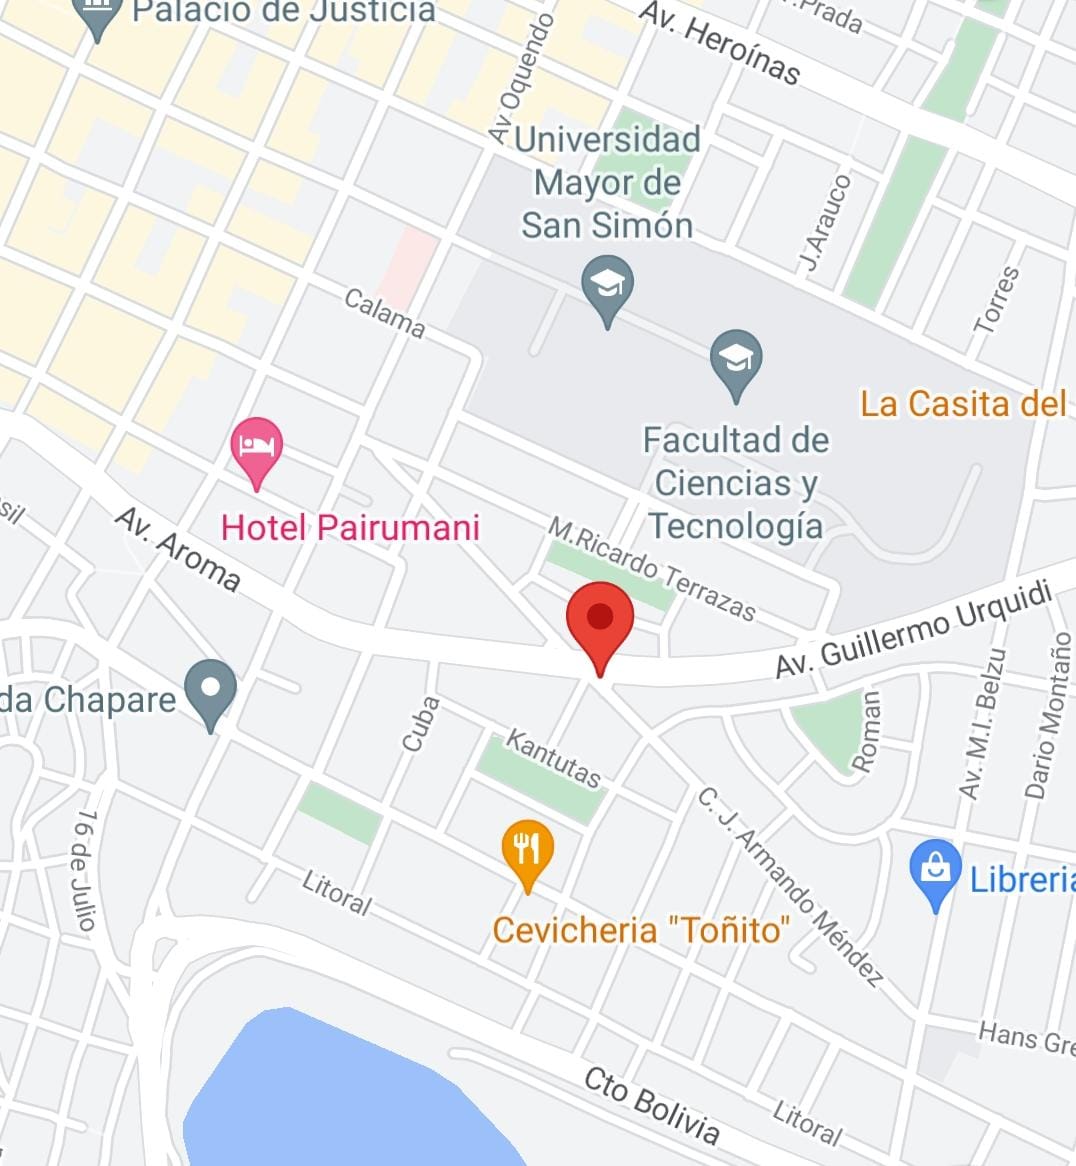 Palacio de Justicia
Av. Heroínas
.Prada
Av. Oquendo
Universidad
Mayor de
San Simón
J.Arauco
Torres
Calama
La Casita del
Facultad de
Ciencias y
Tecnología
Hotel Pairumani
Av. Aroma
M.Ricardo Terrazas
Av. Guillermo Urquidi
da Chapare
Cuba
Kantutas
Roman
Av. M.I. Belzu
Dario Montaño
16 de Julio
C. J. Armando Méndez
Litoral
Cevicheria "Toñito"
Libreria
Hans Gre
Cto Bolivia
Litoral